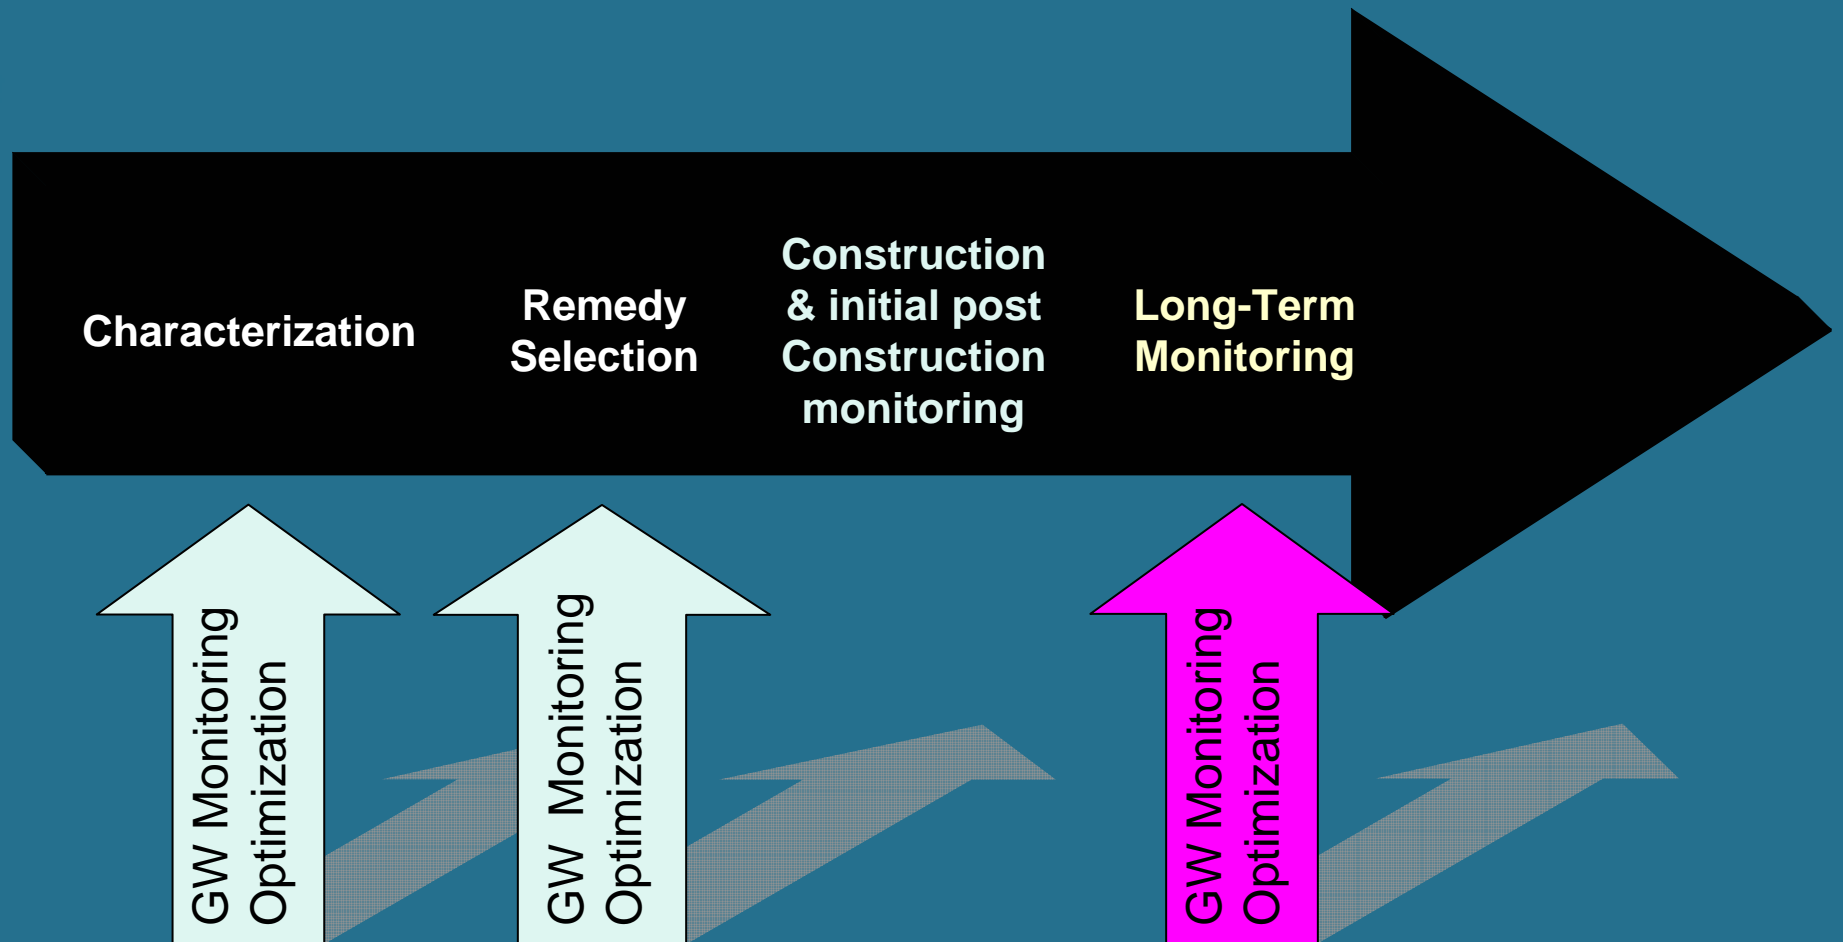 Characterization
Remedy
Selection
Construction
& initial post
Construction
monitoring
Long-Term
Monitoring
GW Monitoring
Optimization
GW Monitoring
Optimization
GW Monitoring
Optimization